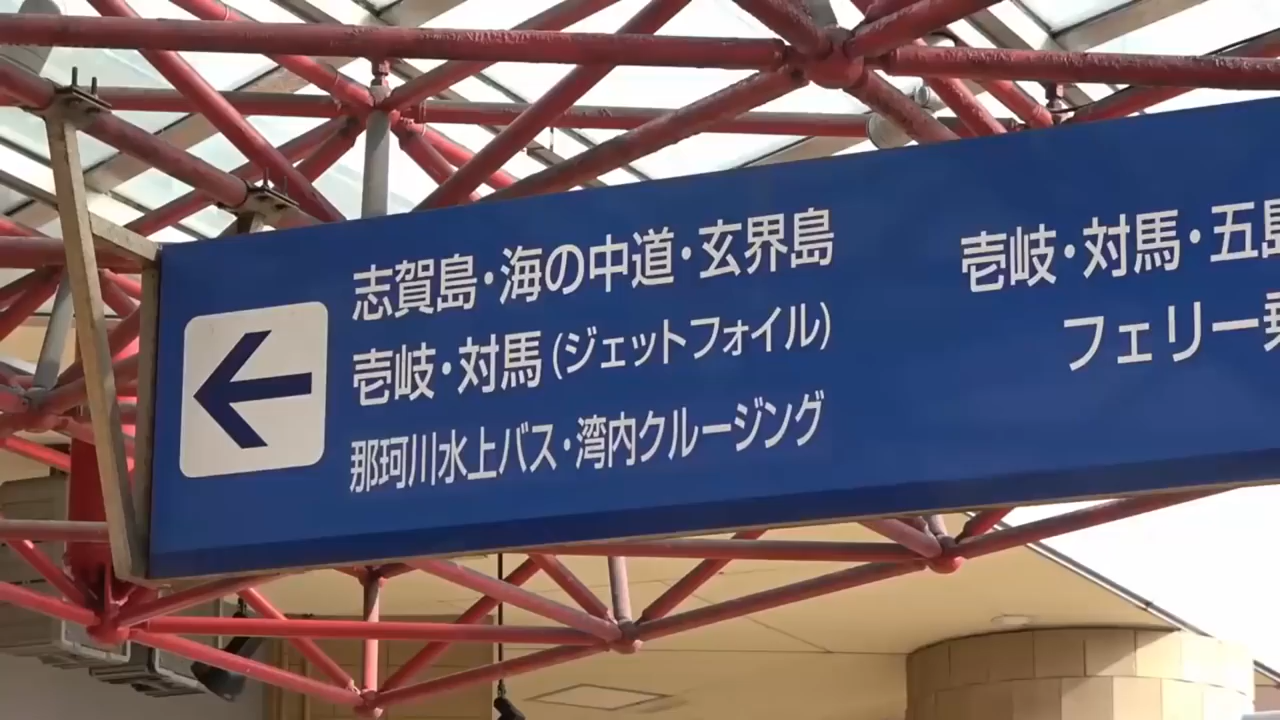 志賀島・海の中道・玄界島
壱岐・対馬(ジェットフォイル)
那珂川水上バス・湾内クルージング
壱岐・対馬・五島
フェリー乗